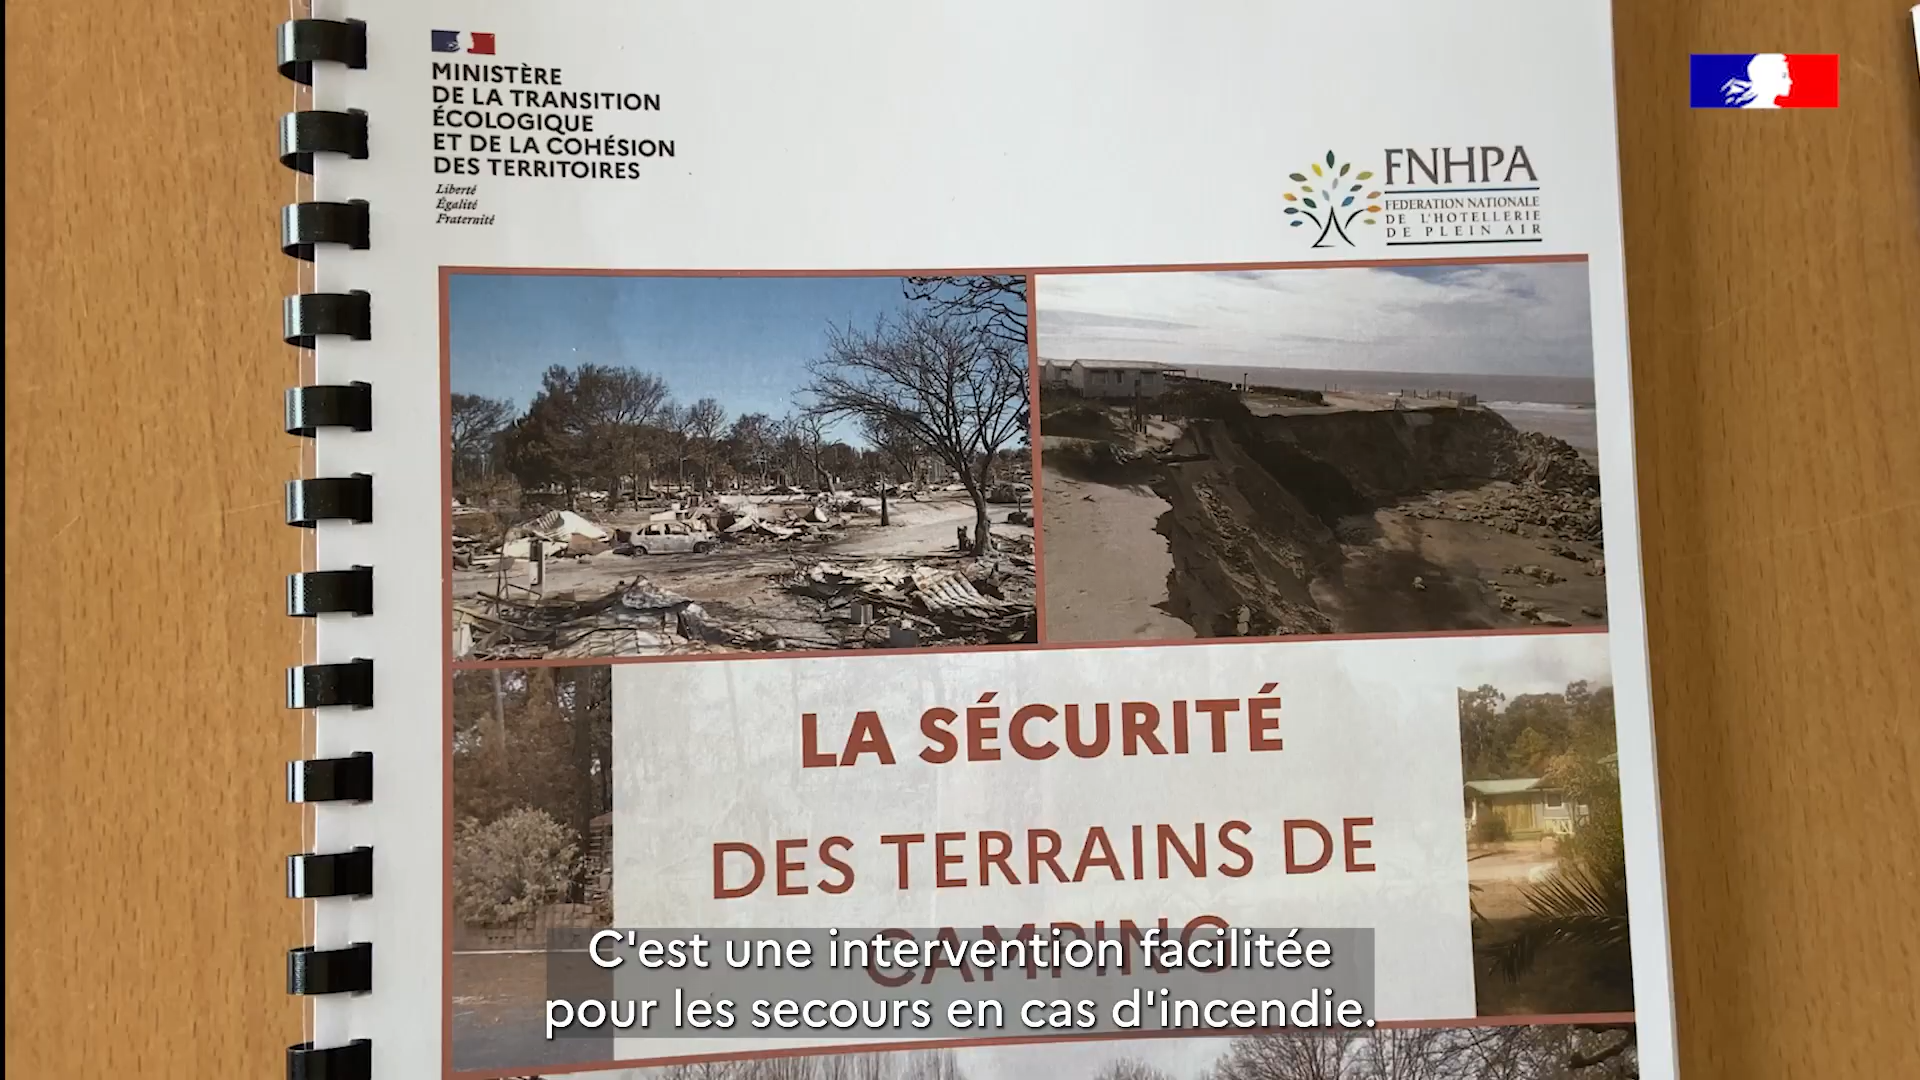 MINISTÈRE
DE LA TRANSITION
ÉCOLOGIQUE
ET DE LA COHÉSION
DES TERRITOIRES
Liberté
Égalité
Fraternité
FNHPA
FEDERATION NATIONALE
DE L'HOTELLERIE
DE PLEIN AIR
LA SÉCURITÉ
DES TERRAINS DE
CAMPING
C'est une intervention facilitée
pour les secours en cas d'incendie.